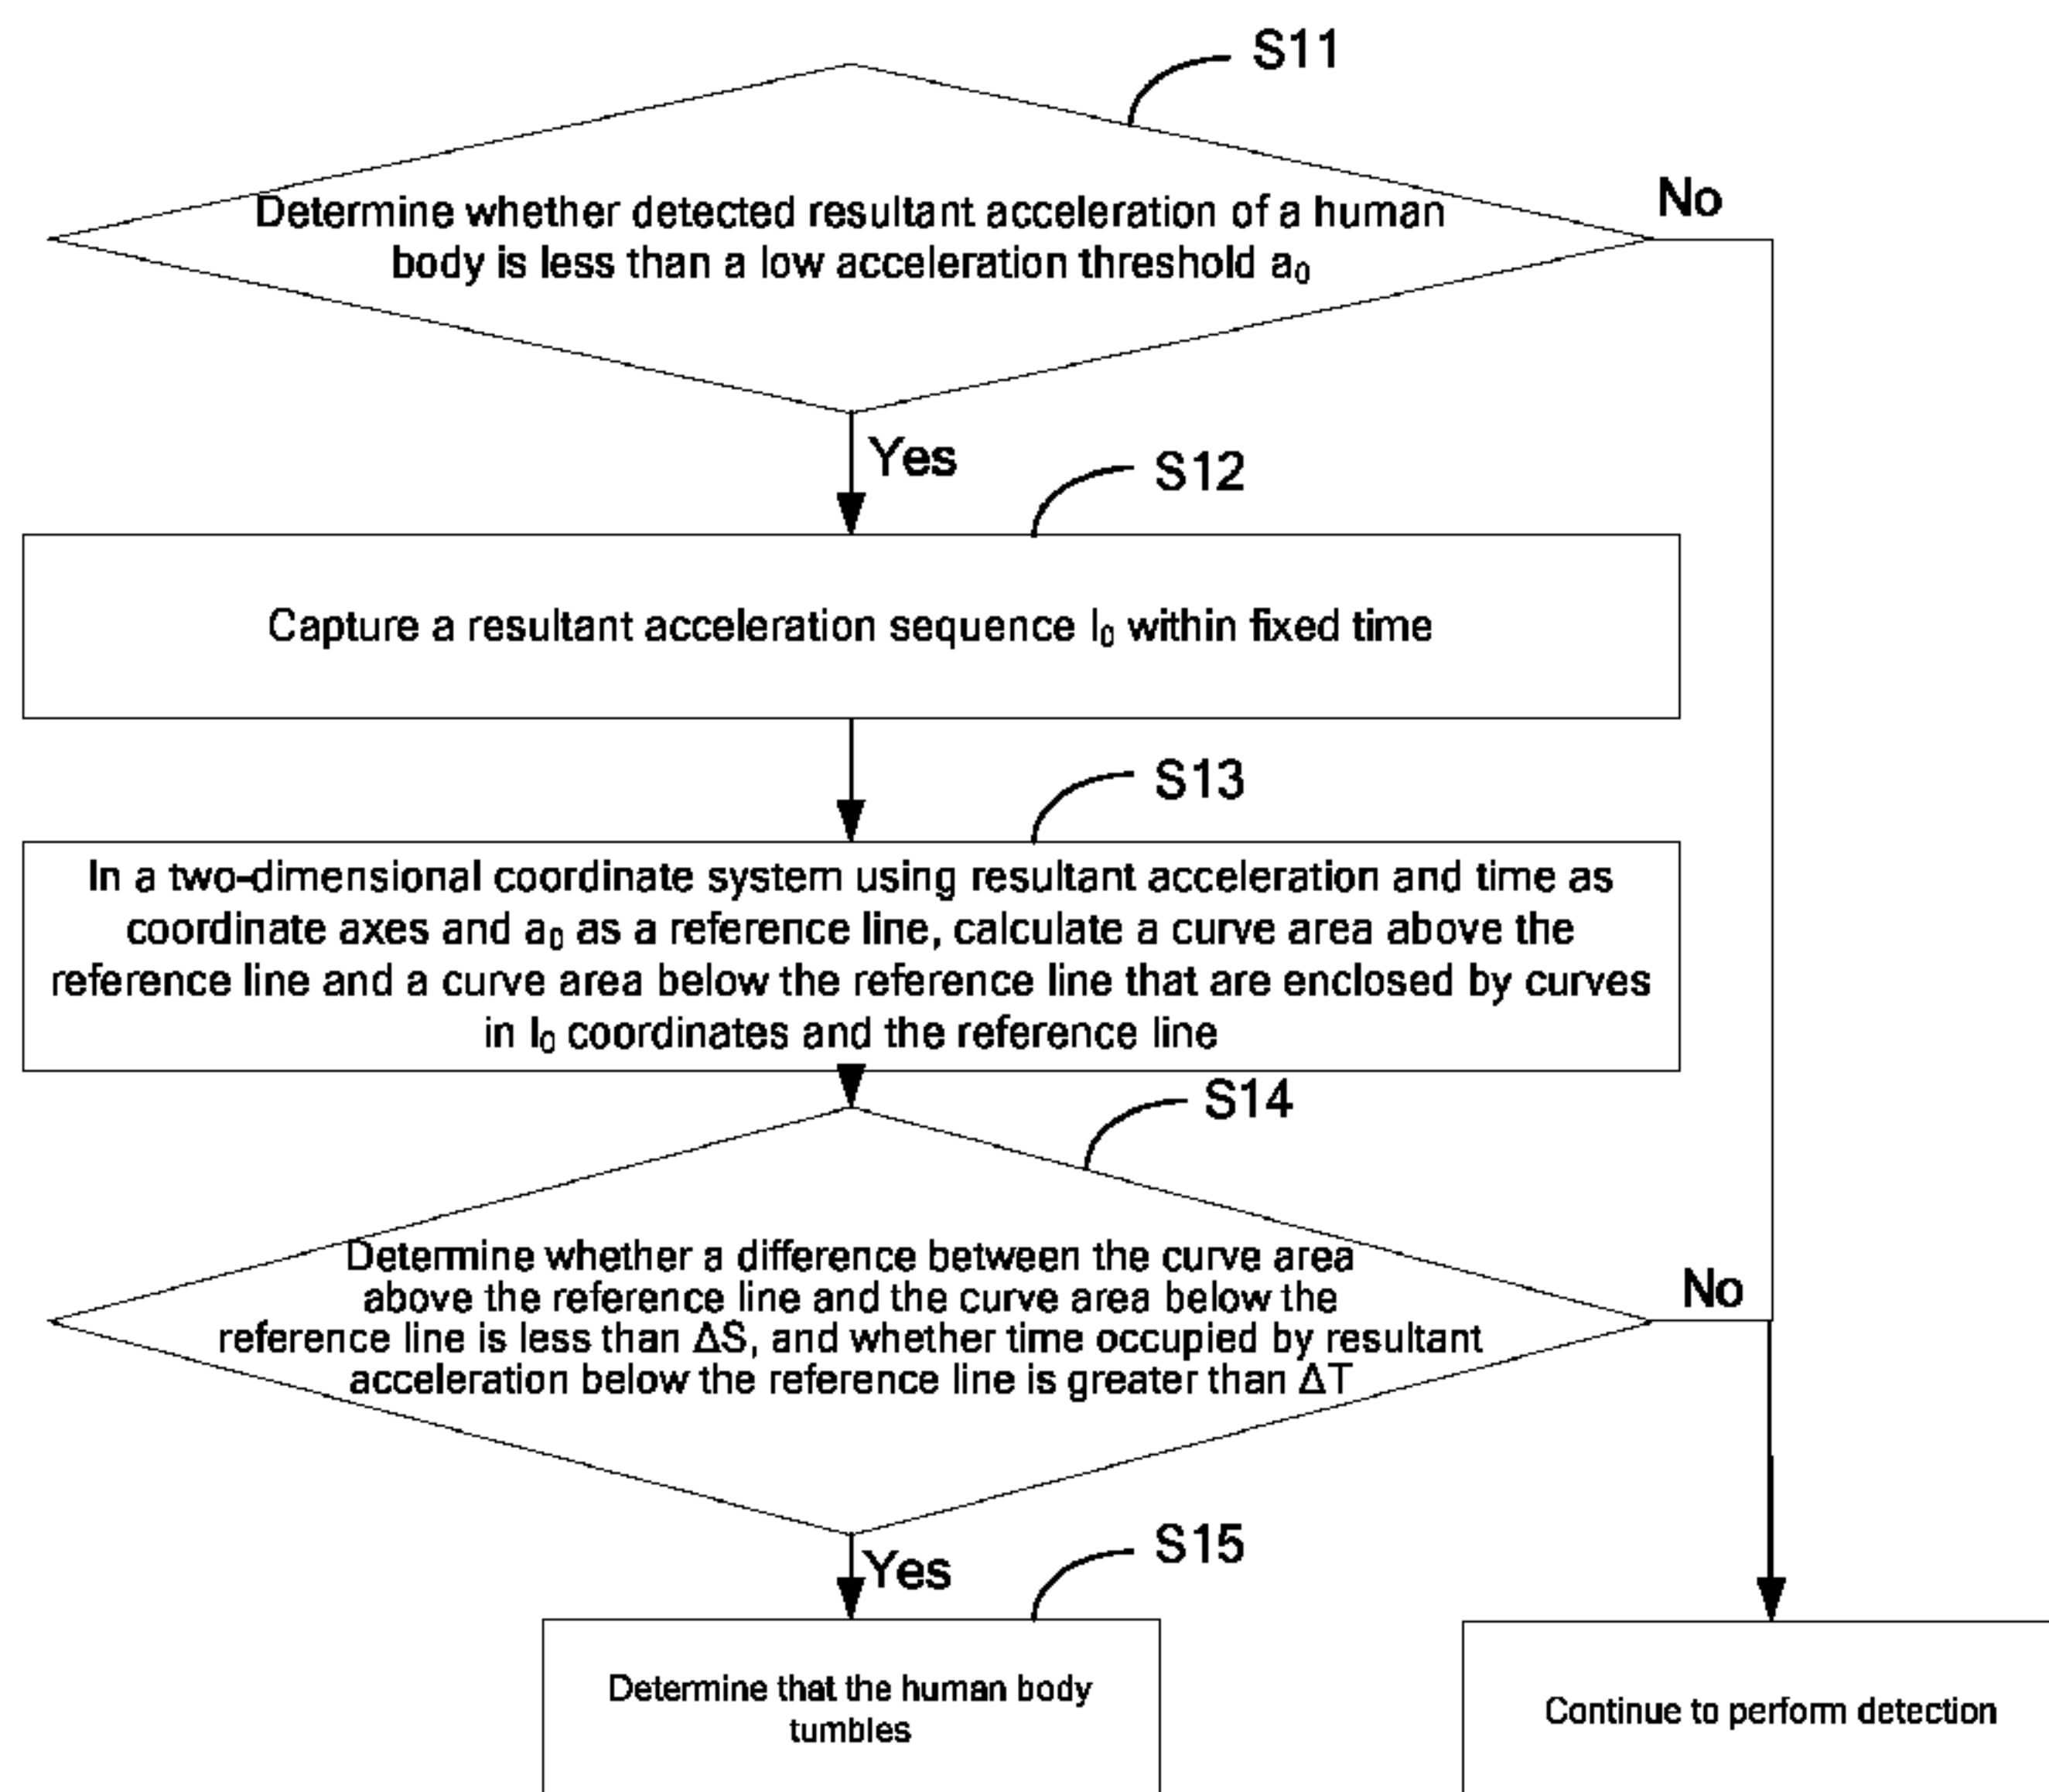 S11
Determine whether detected resultant acceleration of a human
body is less than a low acceleration threshold a₀
No
Yes
S12
Capture a resultant acceleration sequence I₀ within fixed time
S13
In a two-dimensional coordinate system using resultant acceleration and time as
coordinate axes and a₀ as a reference line, calculate a curve area above the
reference line and a curve area below the reference line that are enclosed by curves
in I₀ coordinates and the reference line
S14
Determine whether a difference between the curve area
above the reference line and the curve area below the
reference line is less than ΔS, and whether time occupied by resultant
acceleration below the reference line is greater than ΔT
No
Yes
S15
Determine that the human body
tumbles
Continue to perform detection